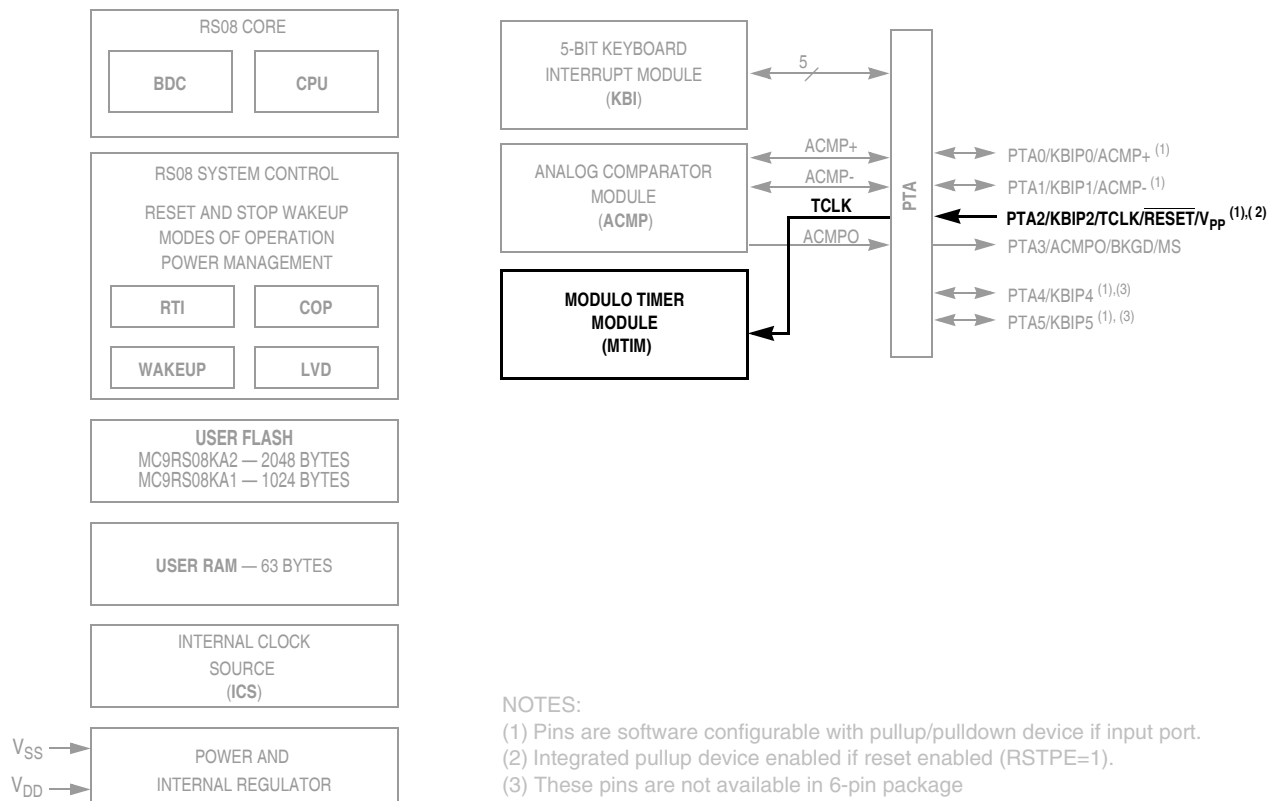 RS08 CORE
BDC
CPU
RS08 SYSTEM CONTROL
RESET AND STOP WAKEUP
MODES OF OPERATION
POWER MANAGEMENT
RTI
COP
WAKEUP
LVD
USER FLASH
MC9RS08KA2 — 2048 BYTES
MC9RS08KA1 — 1024 BYTES
USER RAM — 63 BYTES
INTERNAL CLOCK
SOURCE
(ICS)
VSS
VDD
POWER AND
INTERNAL REGULATOR
5-BIT KEYBOARD
INTERRUPT MODULE
(KBI)
5
ANALOG COMPARATOR
MODULE
(ACMP)
ACMP+
ACMP-
TCLK
ACMPO
MODULO TIMER
MODULE
(MTIM)
PTA
PTA0/KBIP0/ACMP+ (1)
PTA1/KBIP1/ACMP- (1)
PTA2/KBIP2/TCLK/RESET/VPP (1),( 2)
PTA3/ACMPO/BKGD/MS
PTA4/KBIP4 (1),(3)
PTA5/KBIP5 (1), (3)
NOTES:
(1) Pins are software configurable with pullup/pulldown device if input port.
(2) Integrated pullup device enabled if reset enabled (RSTPE=1).
(3) These pins are not available in 6-pin package